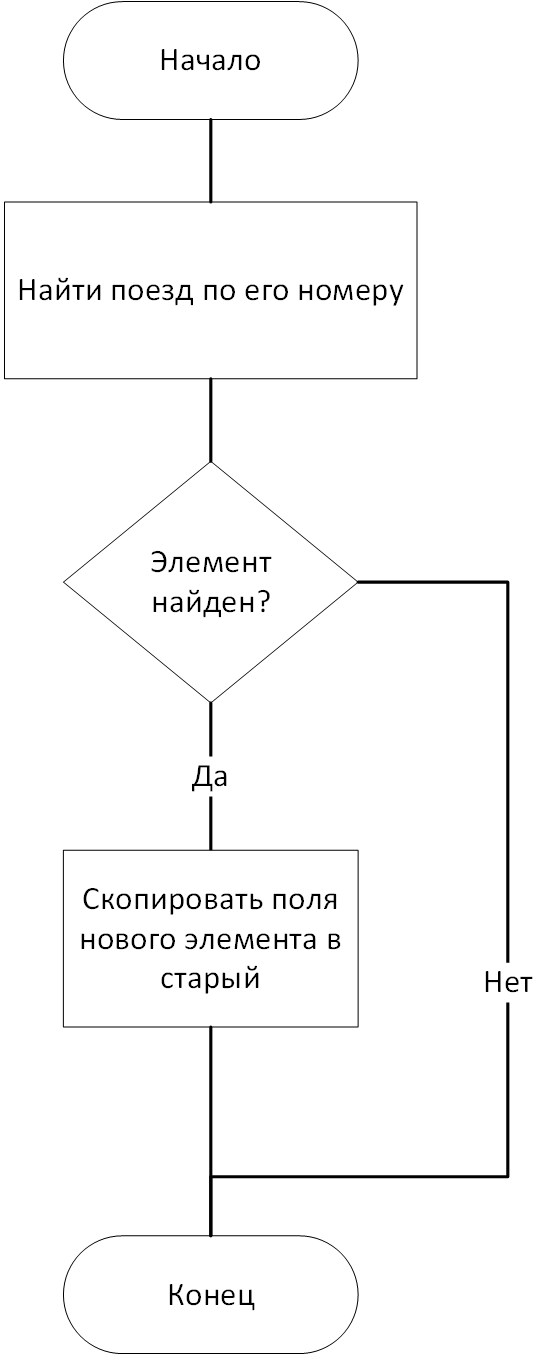 Начало
Найти поезд по его номеру
Элемент
найден?
Да
Скопировать поля
нового элемента в
старый
Нет
Конец